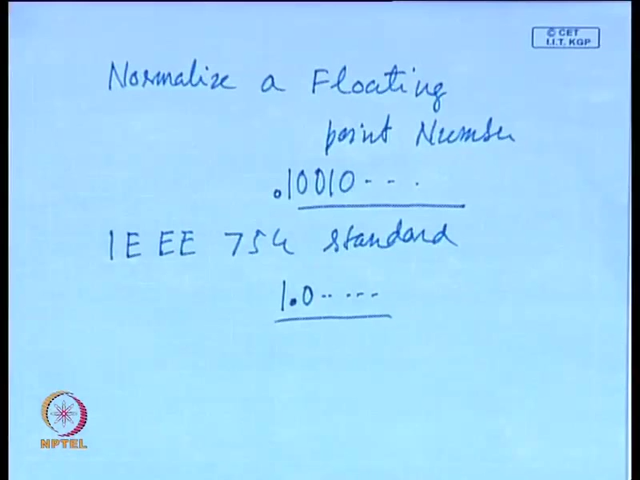 © CET
I.I.T. KGP
Normalize a Floating
point Number
.10010---.
IEEE 754 standard
1.0-----
NPTEL